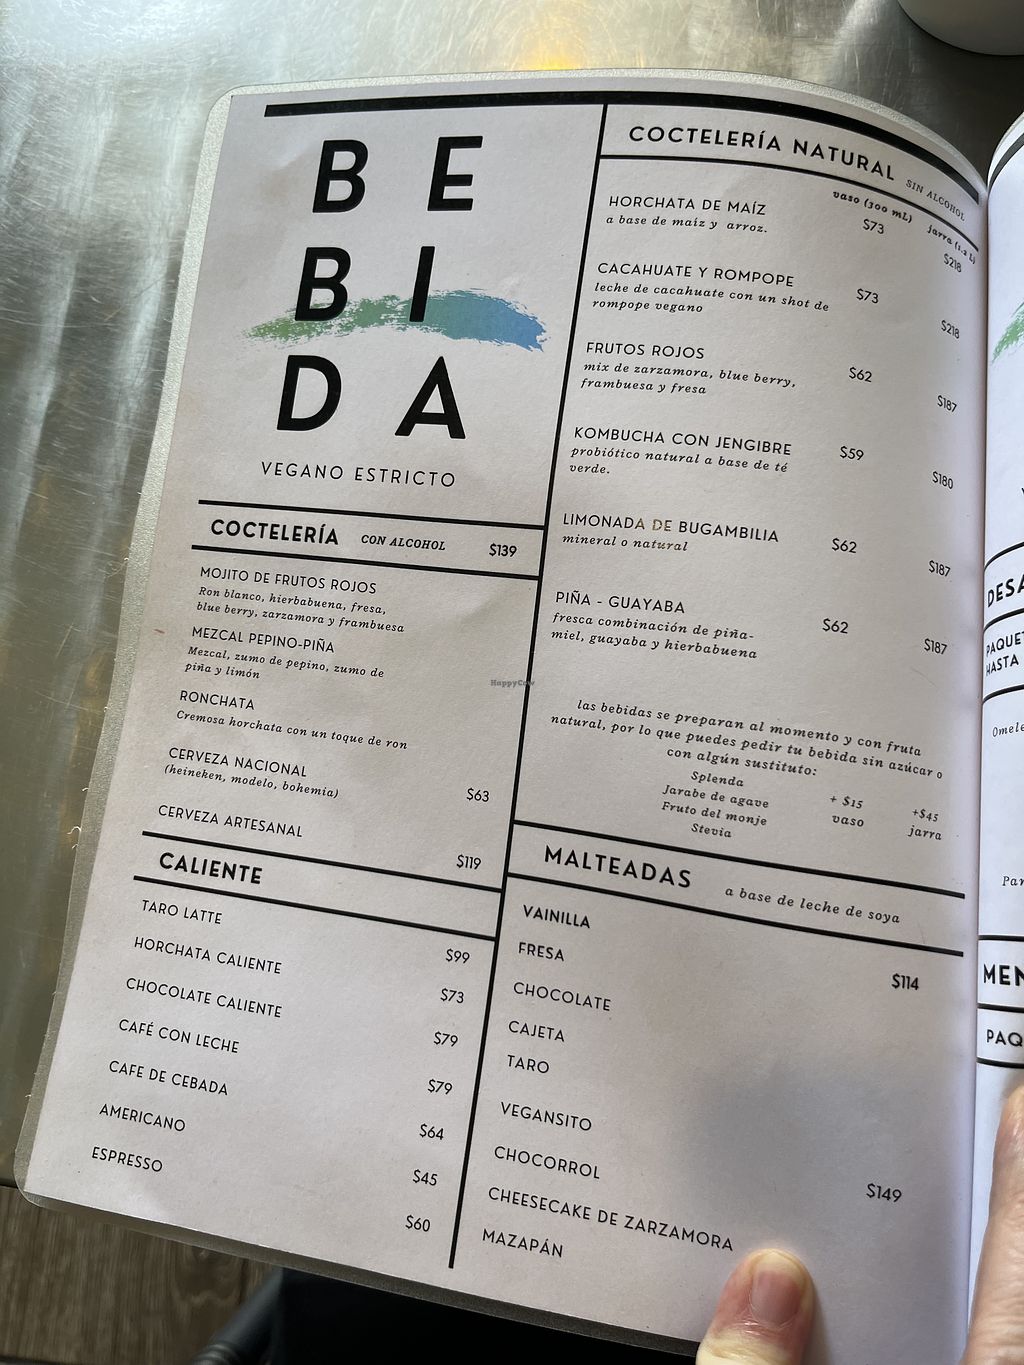 B E
B I
D A
VEGANO ESTRICTO
COCTELERÍA CON ALCOHOL $139
MOJITO DE FRUTOS ROJOS
Ron blanco, hierbabuena, fresa,
blue berry, zarzamora y frambuesa
MEZCAL PEPINO-PIÑA
Mezcal, zumo de pepino, zumo de
piña y limón
RONCHATA
Cremosa horchata con un toque de ron
CERVEZA NACIONAL
(heineken, modelo, bohemia) $63
CERVEZA ARTESANAL $119
CALIENTE
TARO LATTE $99
HORCHATA CALIENTE $73
CHOCOLATE CALIENTE $79
CAFÉ CON LECHE $79
CAFE DE CEBADA $64
AMERICANO $45
ESPRESSO $60
COCTELERÍA NATURAL SIN ALCOHOL
vaso (300 mL) jarra (1.2 L)
HORCHATA DE MAÍZ $73 $218
a base de maíz y arroz.
CACAHUATE Y ROMPOPE $73 $218
leche de cacahuate con un shot de
rompope vegano
FRUTOS ROJOS $62 $187
mix de zarzamora, blue berry,
frambuesa y fresa
KOMBUCHA CON JENGIBRE $59 $180
probiótico natural a base de té
verde.
LIMONADA DE BUGAMBILIA $62 $187
mineral o natural
PIÑA - GUAYABA $62 $187
fresca combinación de piña-
miel, guayaba y hierbabuena
las bebidas se preparan al momento y con fruta
natural, por lo que puedes pedir tu bebida sin azúcar o
con algún sustituto:
Splenda
Jarabe de agave + $15 +$45
Fruto del monje vaso jarra
Stevia
MALTEADAS a base de leche de soya
VAINILLA
FRESA $114
CHOCOLATE
CAJETA
TARO
VEGANSITO
CHOCORROL $149
CHEESECAKE DE ZARZAMORA
MAZAPÁN
HappyCow
HASTA